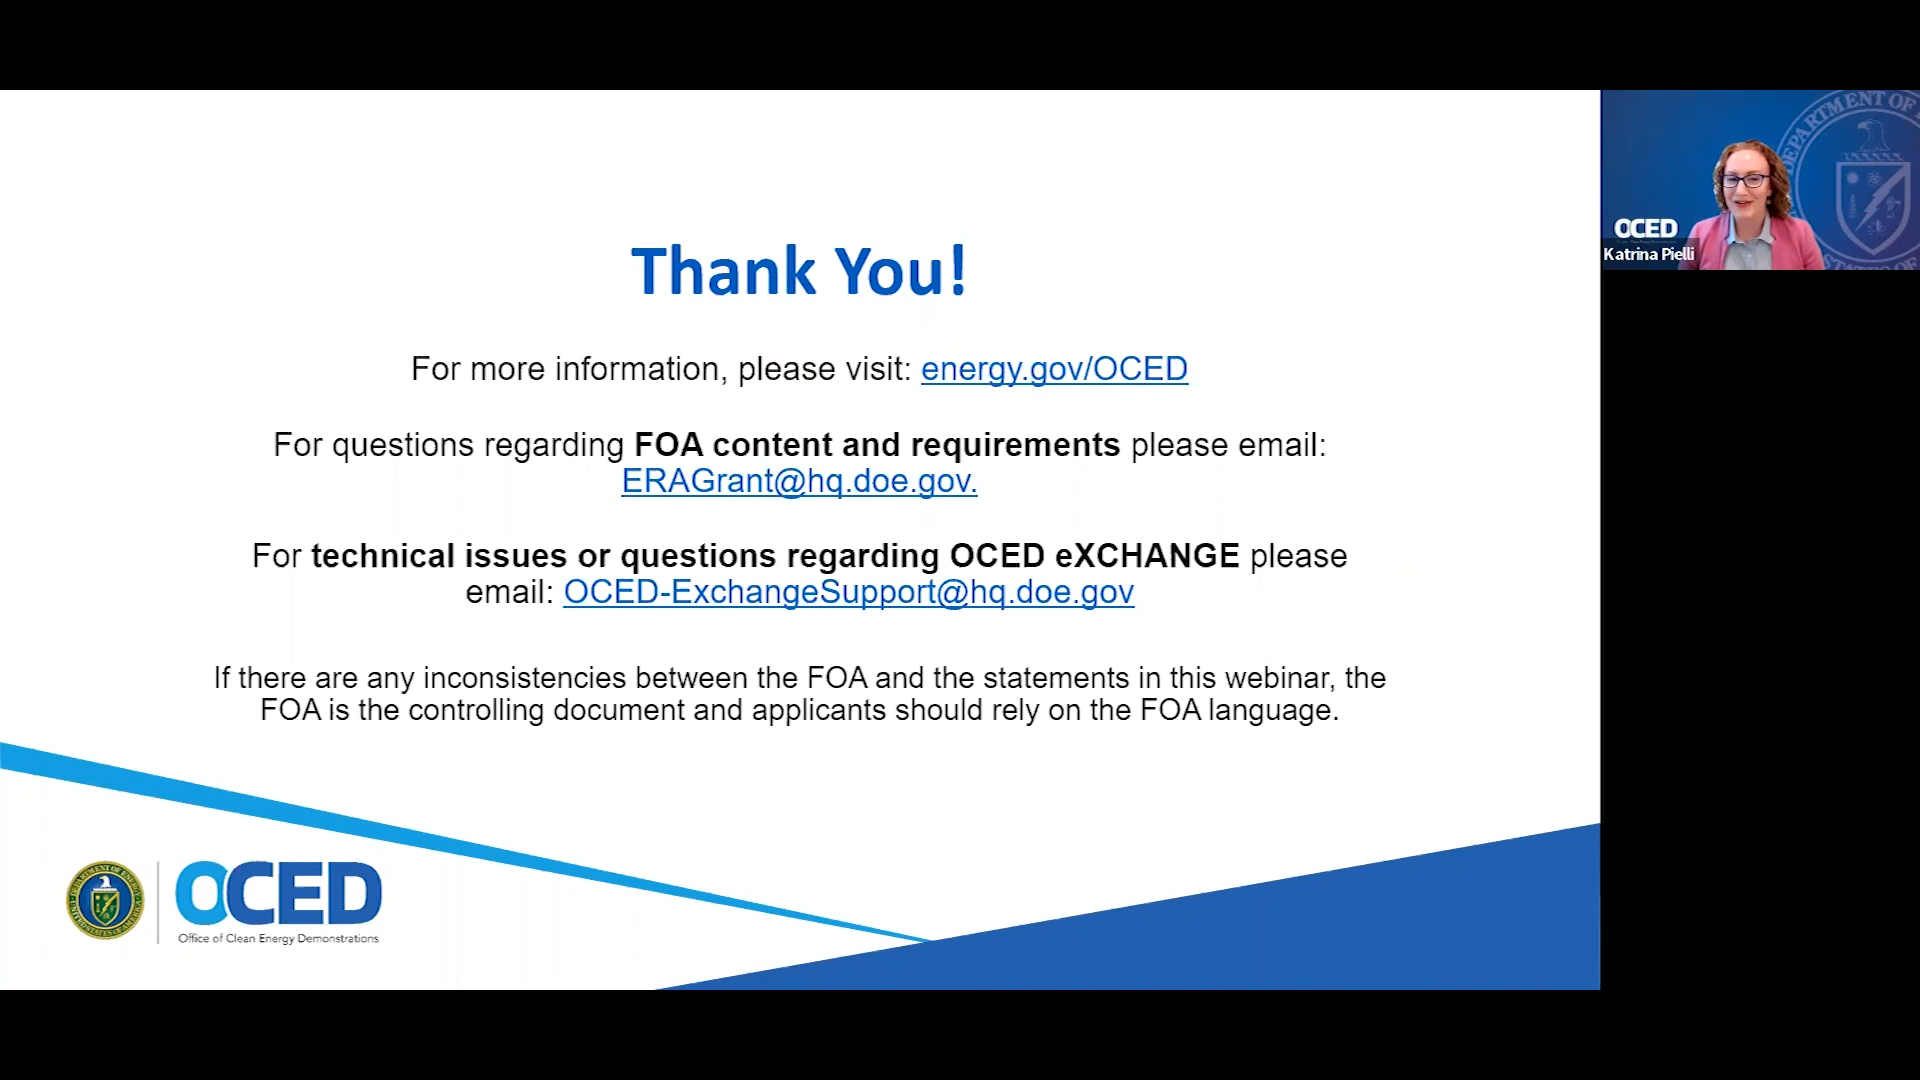 Thank You!
For more information, please visit: energy.gov/OCED
For questions regarding FOA content and requirements please email:
ERAGrant@hq.doe.gov.
For technical issues or questions regarding OCED eXCHANGE please
email: OCED-ExchangeSupport@hq.doe.gov
If there are any inconsistencies between the FOA and the statements in this webinar, the
FOA is the controlling document and applicants should rely on the FOA language.
OCED
Office of Clean Energy Demonstrations
DEPARTMENT OF
OCED
Katrina Pielli